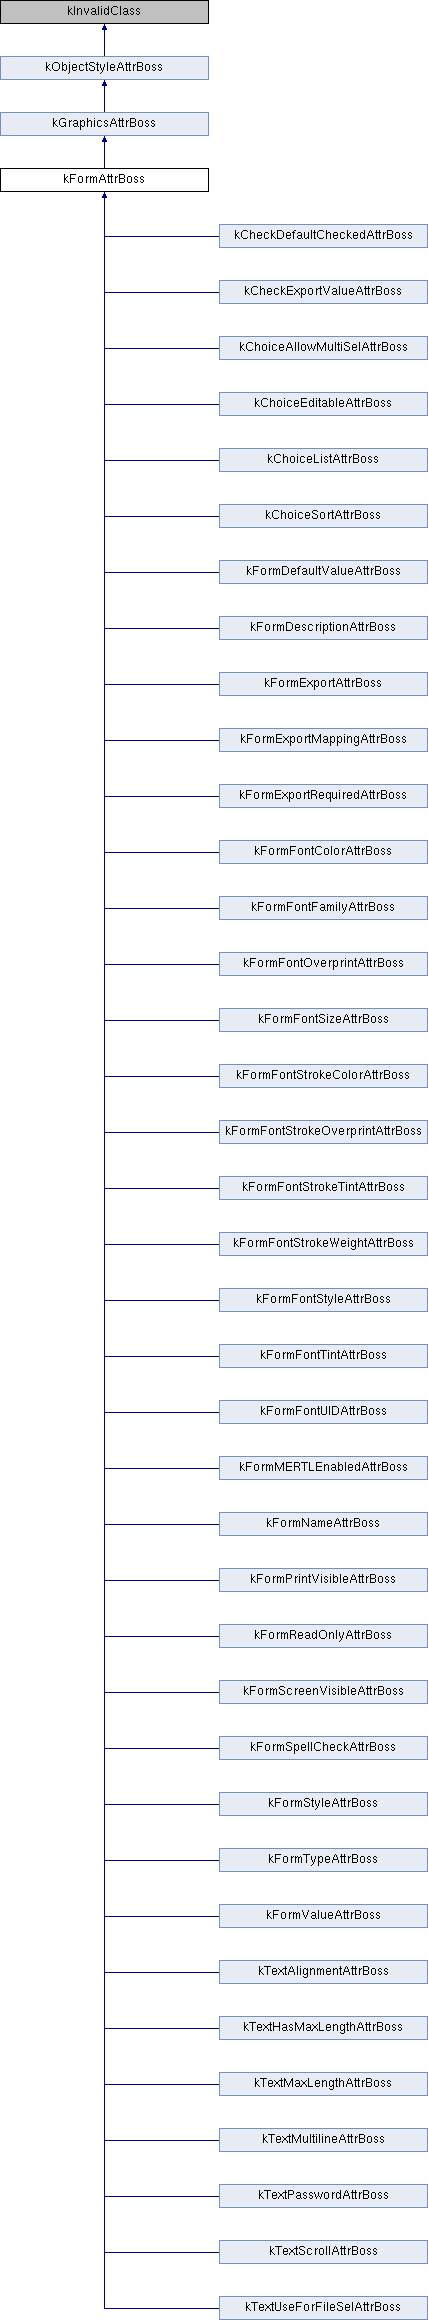 kInvalidClass
kObjectStyleAttrBoss
kGraphicsAttrBoss
kFormAttrBoss
kCheckDefaultCheckedAttrBoss
kCheckExportValueAttrBoss
kChoiceAllowMultiSelAttrBoss
kChoiceEditableAttrBoss
kChoiceListAttrBoss
kChoiceSortAttrBoss
kFormDefaultValueAttrBoss
kFormDescriptionAttrBoss
kFormExportAttrBoss
kFormExportMappingAttrBoss
kFormExportRequiredAttrBoss
kFormFontColorAttrBoss
kFormFontFamilyAttrBoss
kFormFontOverprintAttrBoss
kFormFontSizeAttrBoss
kFormFontStrokeColorAttrBoss
kFormFontStrokeOverprintAttrBoss
kFormFontStrokeTintAttrBoss
kFormFontStrokeWeightAttrBoss
kFormFontStyleAttrBoss
kFormFontTintAttrBoss
kFormFontUIDAttrBoss
kFormMERTLEnabledAttrBoss
kFormNameAttrBoss
kFormPrintVisibleAttrBoss
kFormReadOnlyAttrBoss
kFormScreenVisibleAttrBoss
kFormSpellCheckAttrBoss
kFormStyleAttrBoss
kFormTypeAttrBoss
kFormValueAttrBoss
kTextAlignmentAttrBoss
kTextHasMaxLengthAttrBoss
kTextMaxLengthAttrBoss
kTextMultilineAttrBoss
kTextPasswordAttrBoss
kTextScrollAttrBoss
kTextUseForFileSelAttrBoss